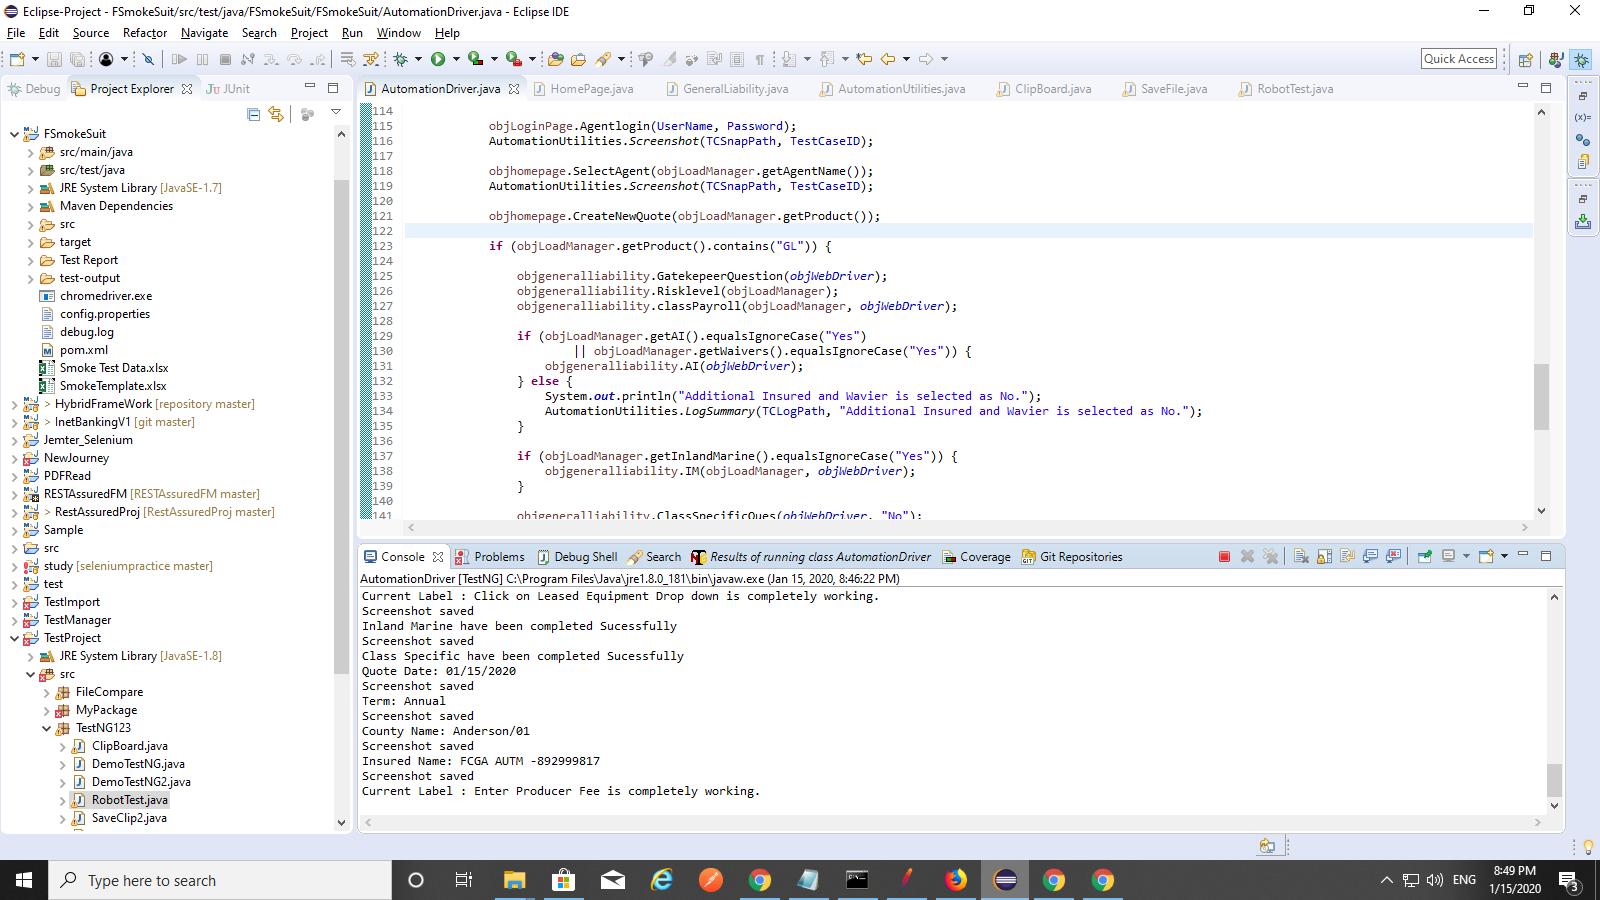 Eclipse-Project - FSmokeSuit/src/test/java/FSmokeSuit/FSmokeSuit/AutomationDriver.java - Eclipse IDE
File Edit Source Refactor Navigate Search Project Run Window Help
Quick Access
Debug Project Explorer JUnit
FSmokeSuit
src/main/java
src/test/java
JRE System Library [JavaSE-1.7]
Maven Dependencies
src
target
Test Report
test-output
chromedriver.exe
config.properties
debug.log
pom.xml
Smoke Test Data.xlsx
SmokeTemplate.xlsx
> HybridFrameWork [repository master]
> InetBankingV1 [git master]
Jemter_Selenium
NewJourney
PDFRead
RESTAssuredFM [RESTAssuredFM master]
> RestAssuredProj [RestAssuredProj master]
Sample
src
study [seleniumpractice master]
test
TestImport
TestManager
TestProject
JRE System Library [JavaSE-1.8]
src
FileCompare
MyPackage
TestNG123
ClipBoard.java
DemoTestNG.java
DemoTestNG2.java
RobotTest.java
SaveClip2.java
AutomationDriver.java HomePage.java GeneralLiability.java AutomationUtilities.java ClipBoard.java SaveFile.java RobotTest.java
114
115 objLoginPage.Agentlogin(UserName, Password);
116 AutomationUtilities.Screenshot(TCSnapPath, TestCaseID);
117
118 objhomepage.SelectAgent(objLoadManager.getAgentName());
119 AutomationUtilities.Screenshot(TCSnapPath, TestCaseID);
120
121 objhomepage.CreateNewQuote(objLoadManager.getProduct());
122
123 if (objLoadManager.getProduct().contains("GL")) {
124
125 objgeneralliability.GatekepeerQuestion(objWebDriver);
126 objgeneralliability.Risklevel(objLoadManager);
127 objgeneralliability.classPayroll(objLoadManager, objWebDriver);
128
129 if (objLoadManager.getAI().equalsIgnoreCase("Yes")
130 || objLoadManager.getWaivers().equalsIgnoreCase("Yes")) {
131 objgeneralliability.AI(objWebDriver);
132 } else {
133 System.out.println("Additional Insured and Wavier is selected as No.");
134 AutomationUtilities.LogSummary(TCLogPath, "Additional Insured and Wavier is selected as No.");
135 }
136
137 if (objLoadManager.getInlandMarine().equalsIgnoreCase("Yes")) {
138 objgeneralliability.IM(objLoadManager, objWebDriver);
139 }
140
141 objgeneralliability.ClassSpecificQues(objWebDriver, "No");
Console Problems Debug Shell Search Results of running class AutomationDriver Coverage Git Repositories
AutomationDriver [TestNG] C:\Program Files\Java\jre1.8.0_181\bin\javaw.exe (Jan 15, 2020, 8:46:22 PM)
Current Label : Click on Leased Equipment Drop down is completely working.
Screenshot saved
Inland Marine have been completed Sucessfully
Screenshot saved
Class Specific have been completed Sucessfully
Quote Date: 01/15/2020
Screenshot saved
Term: Annual
Screenshot saved
County Name: Anderson/01
Screenshot saved
Insured Name: FCGA AUTM -892999817
Screenshot saved
Current Label : Enter Producer Fee is completely working.
Type here to search
ENG
8:49 PM
1/15/2020
3